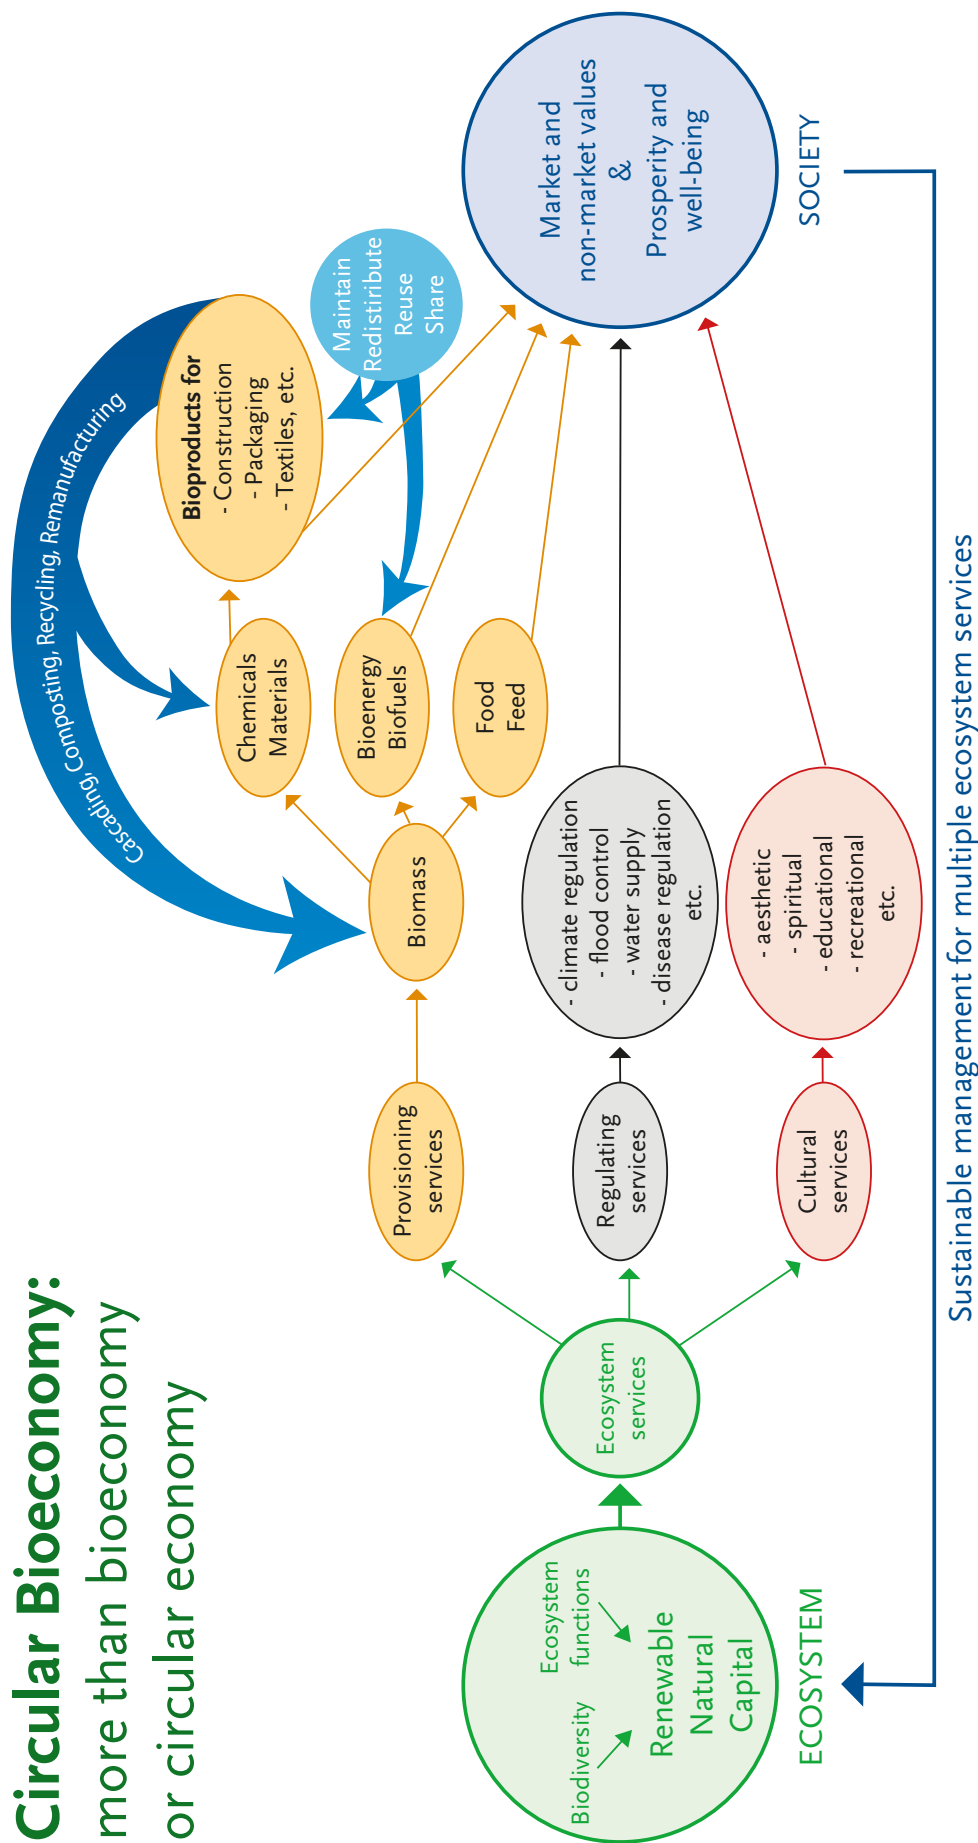 Circular Bioeconomy:
more than bioeconomy
or circular economy
Biodiversity
Ecosystem
functions
Renewable
Natural
Capital
ECOSYSTEM
Ecosystem
services
Provisioning
services
Regulating
services
Cultural
services
Biomass
- climate regulation
- flood control
- water supply
- disease regulation
etc.
- aesthetic
- spiritual
- educational
- recreational
etc.
Chemicals
Materials
Bioenergy
Biofuels
Food
Feed
Cascading, Composting, Recycling, Remanufacturing
Bioproducts for
- Construction
- Packaging
- Textiles, etc.
Maintain
Redistiribute
Reuse
Share
Market and
non-market values
&
Prosperity and
well-being
SOCIETY
Sustainable management for multiple ecosystem services